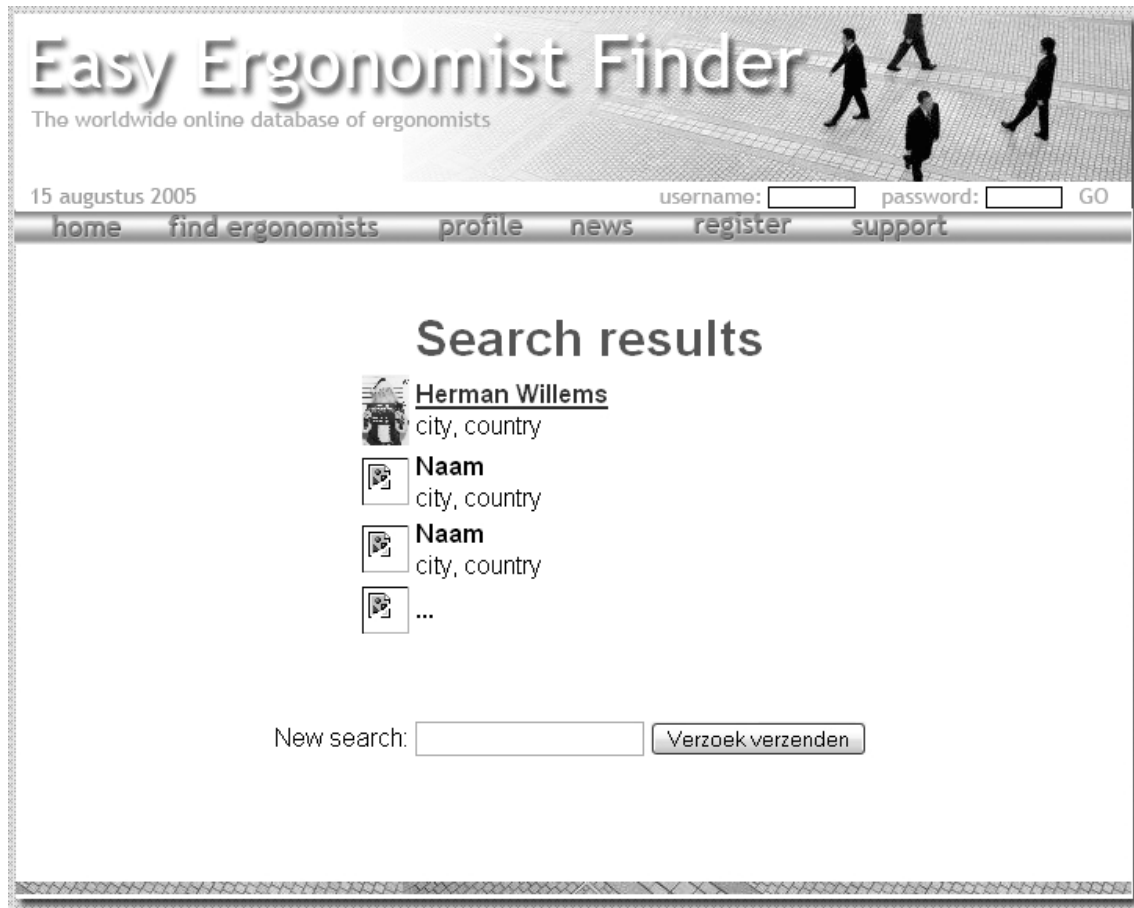 Easy Ergonomist Finder
The worldwide online database of ergonomists
15 augustus 2005 username: password: GO
home find ergonomists profile news register support
Search results
Herman Willems
city, country
Naam
city, country
Naam
city, country
...
New search: Verzoek verzenden